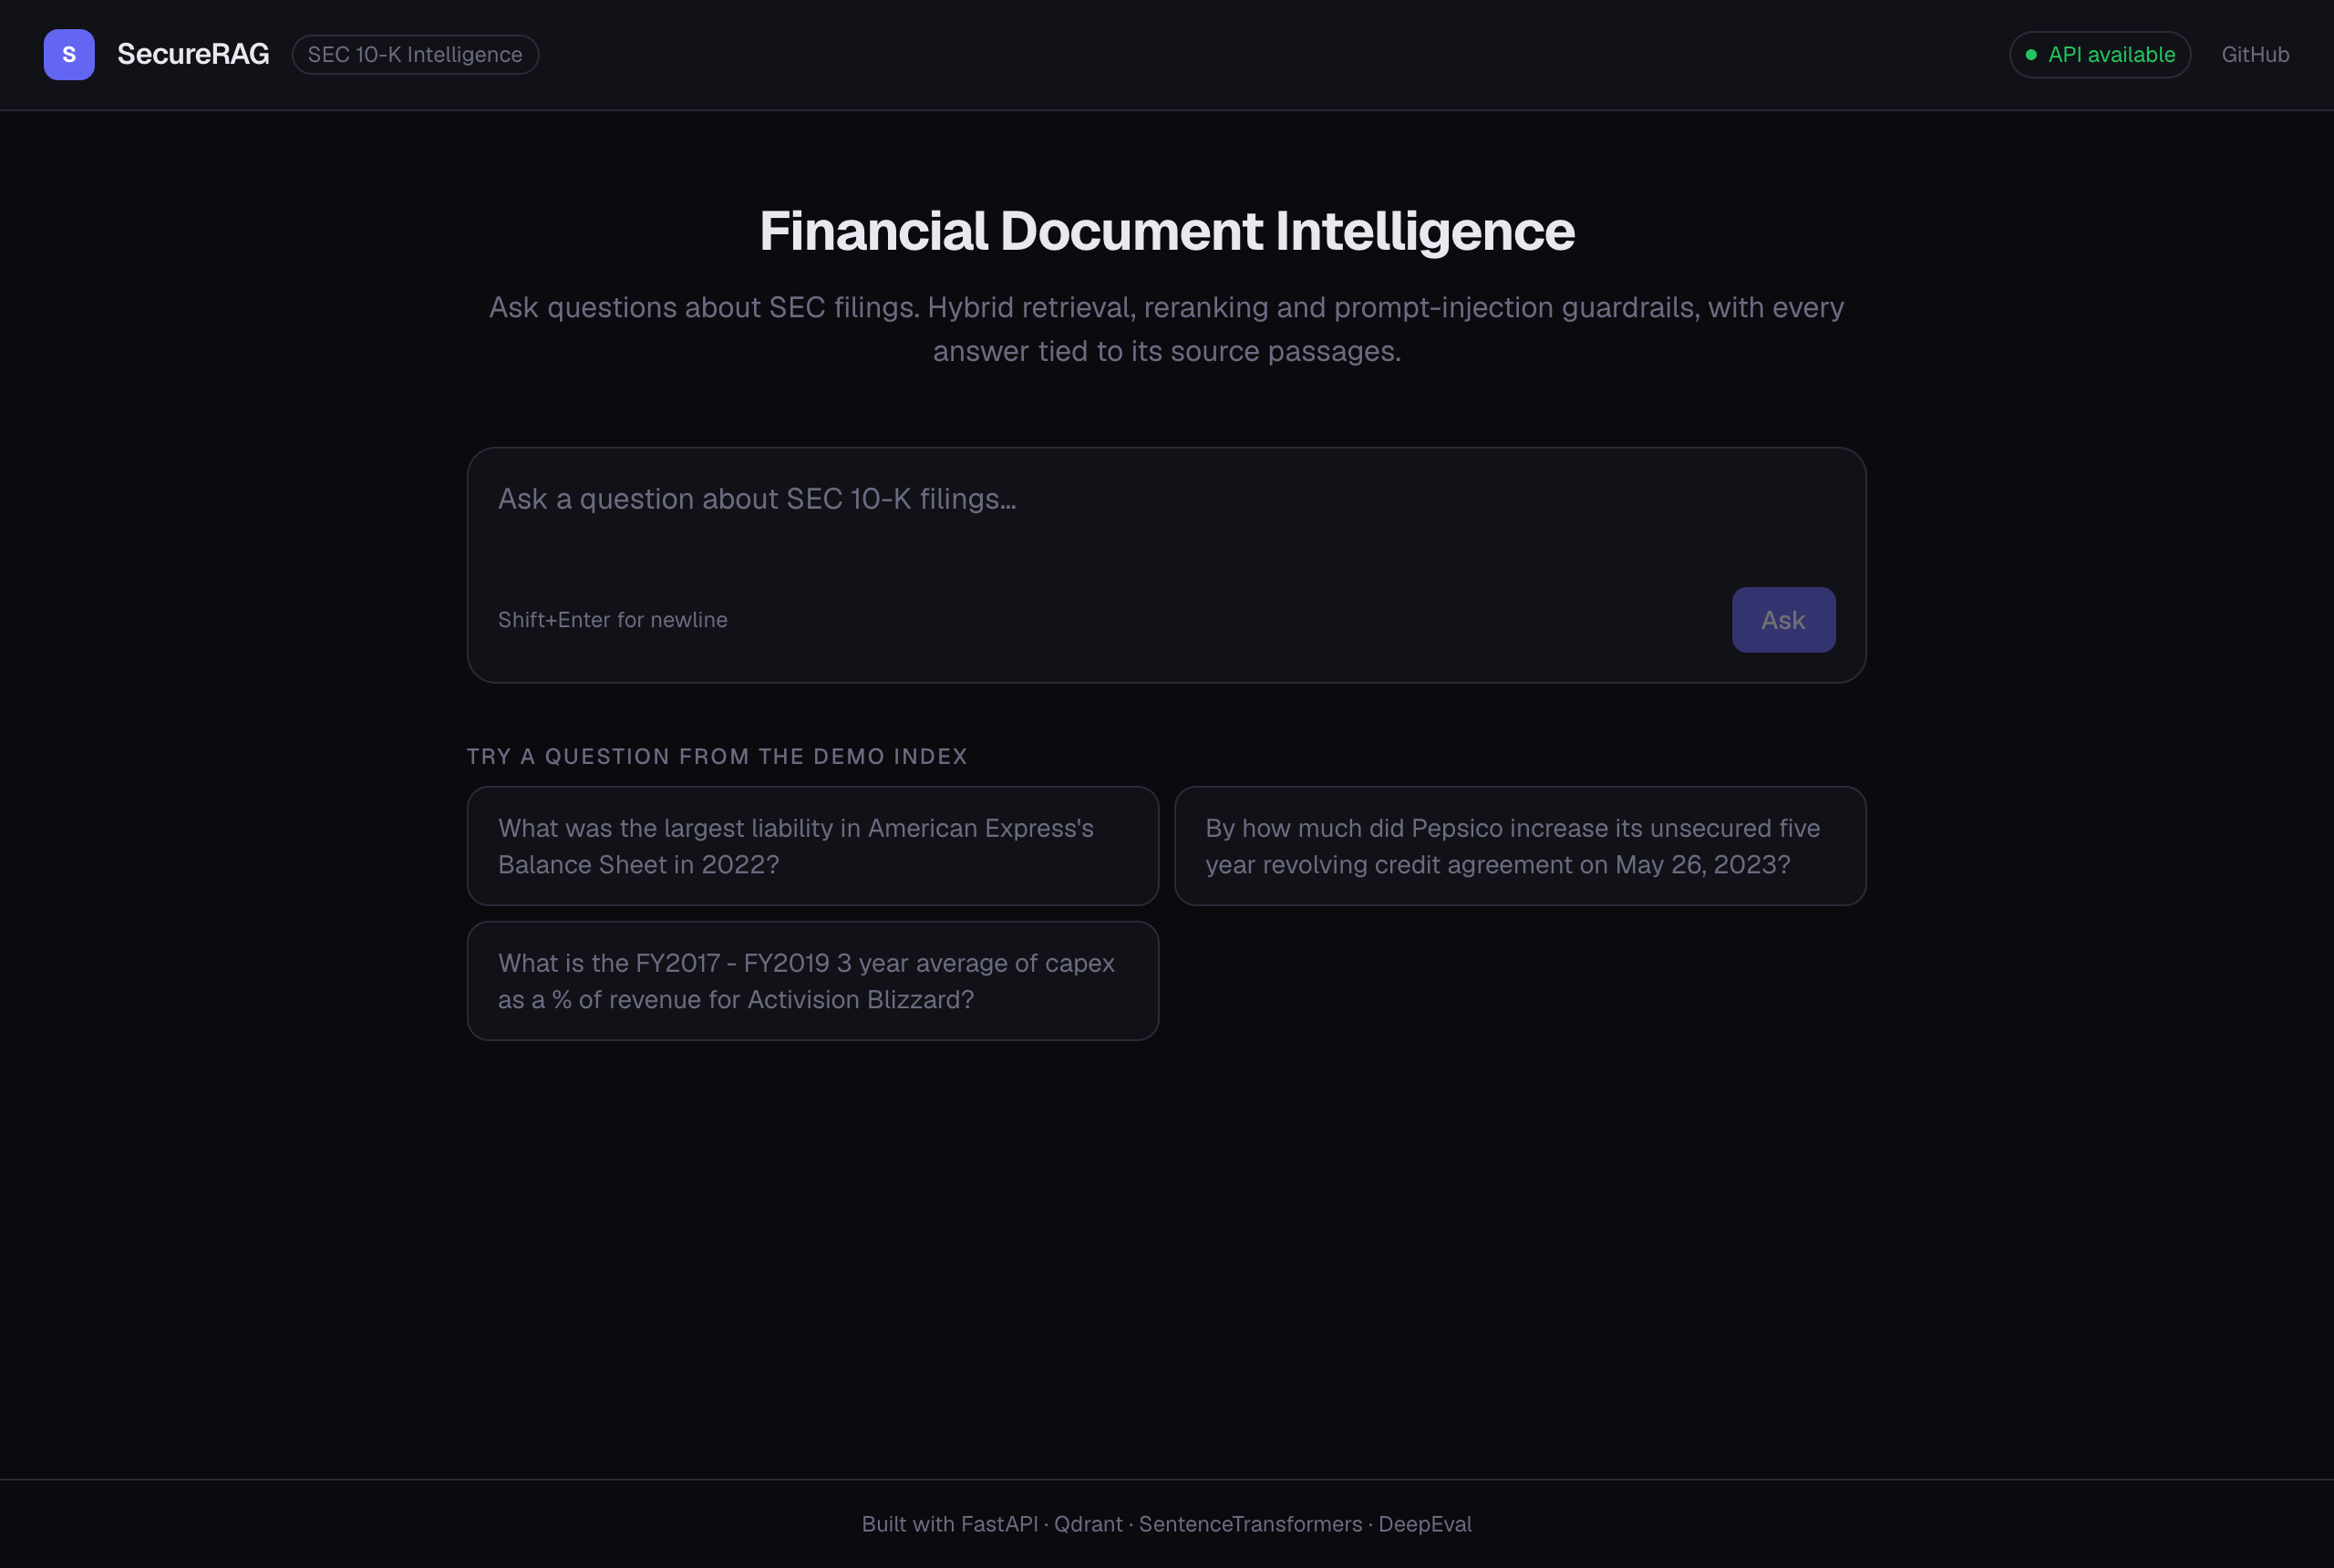 S
SecureRAG
SEC 10-K Intelligence
API available
GitHub
Financial Document Intelligence
Ask questions about SEC filings. Hybrid retrieval, reranking and prompt-injection guardrails, with every
answer tied to its source passages.
Ask a question about SEC 10-K filings...
Shift+Enter for newline
Ask
TRY A QUESTION FROM THE DEMO INDEX
What was the largest liability in American Express's
Balance Sheet in 2022?
By how much did Pepsico increase its unsecured five
year revolving credit agreement on May 26, 2023?
What is the FY2017 - FY2019 3 year average of capex
as a % of revenue for Activision Blizzard?
Built with FastAPI · Qdrant · SentenceTransformers · DeepEval